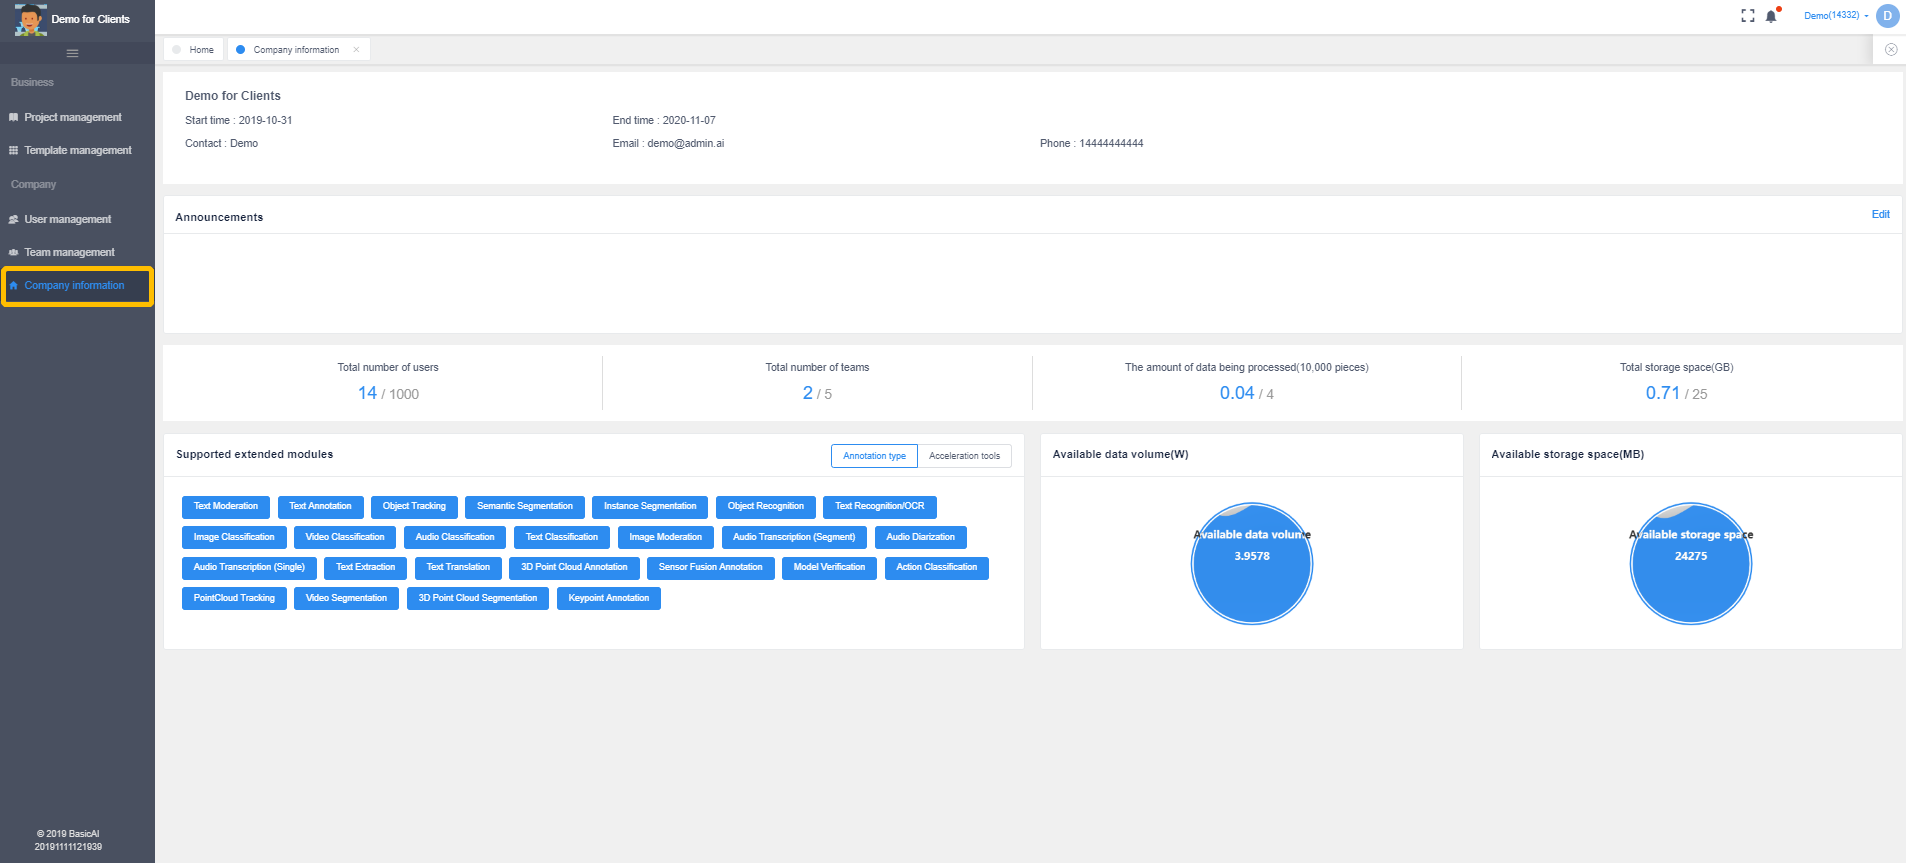 Demo for Clients
Business
Project management
Template management
Company
User management
Team management
Company information
© 2019 BasicAI
20191111121939
Demo(14332)
D
Home
Company information
Demo for Clients
Start time : 2019-10-31
End time : 2020-11-07
Contact : Demo
Email : demo@admin.ai
Phone : 14444444444
Announcements
Edit
Total number of users
14 / 1000
Total number of teams
2 / 5
The amount of data being processed(10,000 pieces)
0.04 / 4
Total storage space(GB)
0.71 / 25
Supported extended modules
Annotation type
Acceleration tools
Text Moderation
Text Annotation
Object Tracking
Semantic Segmentation
Instance Segmentation
Object Recognition
Text Recognition/OCR
Image Classification
Video Classification
Audio Classification
Text Classification
Image Moderation
Audio Transcription (Segment)
Audio Diarization
Audio Transcription (Single)
Text Extraction
Text Translation
3D Point Cloud Annotation
Sensor Fusion Annotation
Model Verification
Action Classification
PointCloud Tracking
Video Segmentation
3D Point Cloud Segmentation
Keypoint Annotation
Available data volume(W)
Available data volume
3.9578
Available storage space(MB)
Available storage space
24275